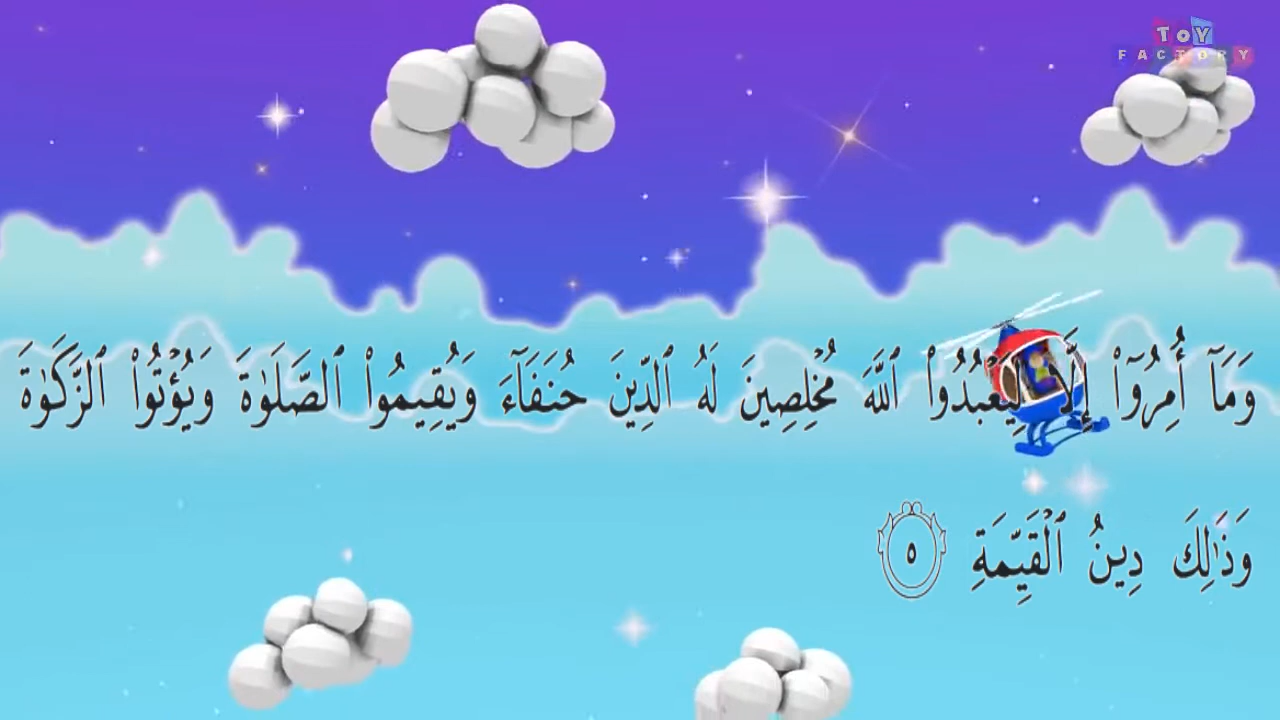 TOY
FACTORY
وَمَآ أُمِرُوٓا۟ إِلَّا لِيَعْبُدُوا۟ ٱللَّهَ مُخْلِصِينَ لَهُ ٱلدِّينَ حُنَفَآءَ وَيُقِيمُوا۟ ٱلصَّلَوٰةَ وَيُؤْتُوا۟ ٱلزَّكَوٰةَ
وَذَٰلِكَ دِينُ ٱلْقَيِّمَةِ ٥